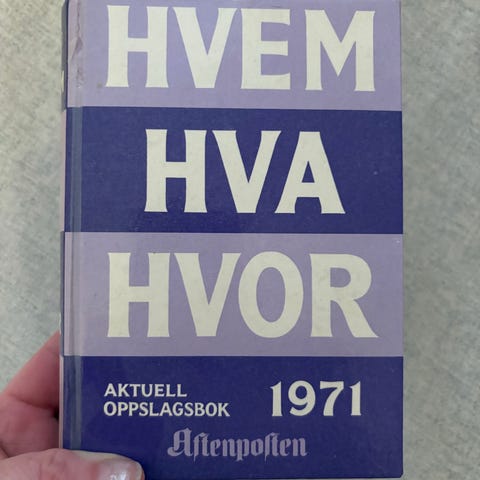 HVEM
HVA
HVOR
AKTUELL
OPPSLAGSBOK 1971
Aftenposten